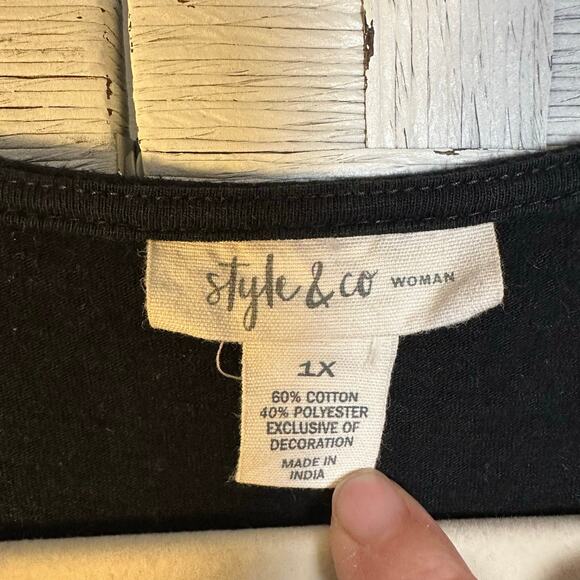 style & co WOMAN
1X
60% COTTON
40% POLYESTER
EXCLUSIVE OF
DECORATION
MADE IN
INDIA